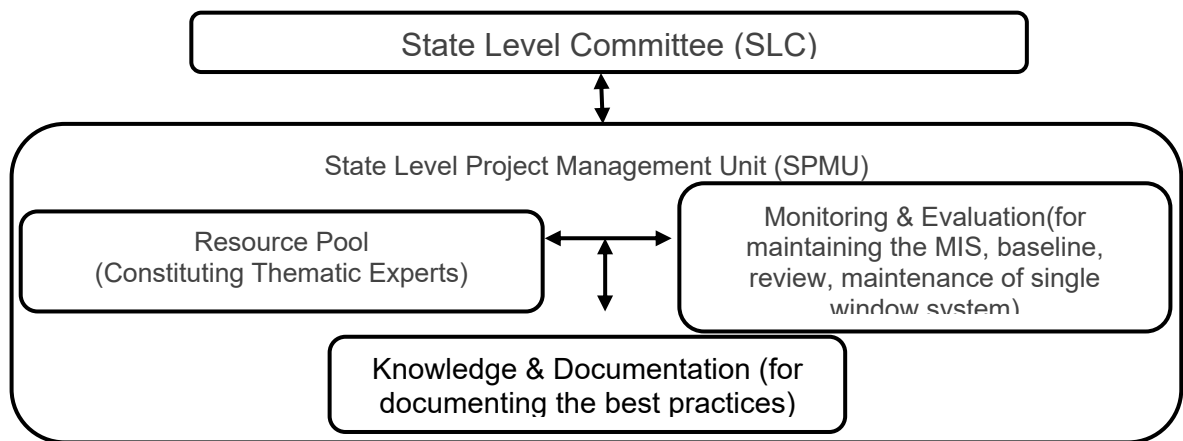 State Level Committee (SLC)
State Level Project Management Unit (SPMU)
Resource Pool
(Constituting Thematic Experts)
Monitoring & Evaluation(for
maintaining the MIS, baseline,
review, maintenance of single
window system)
Knowledge & Documentation (for
documenting the best practices)